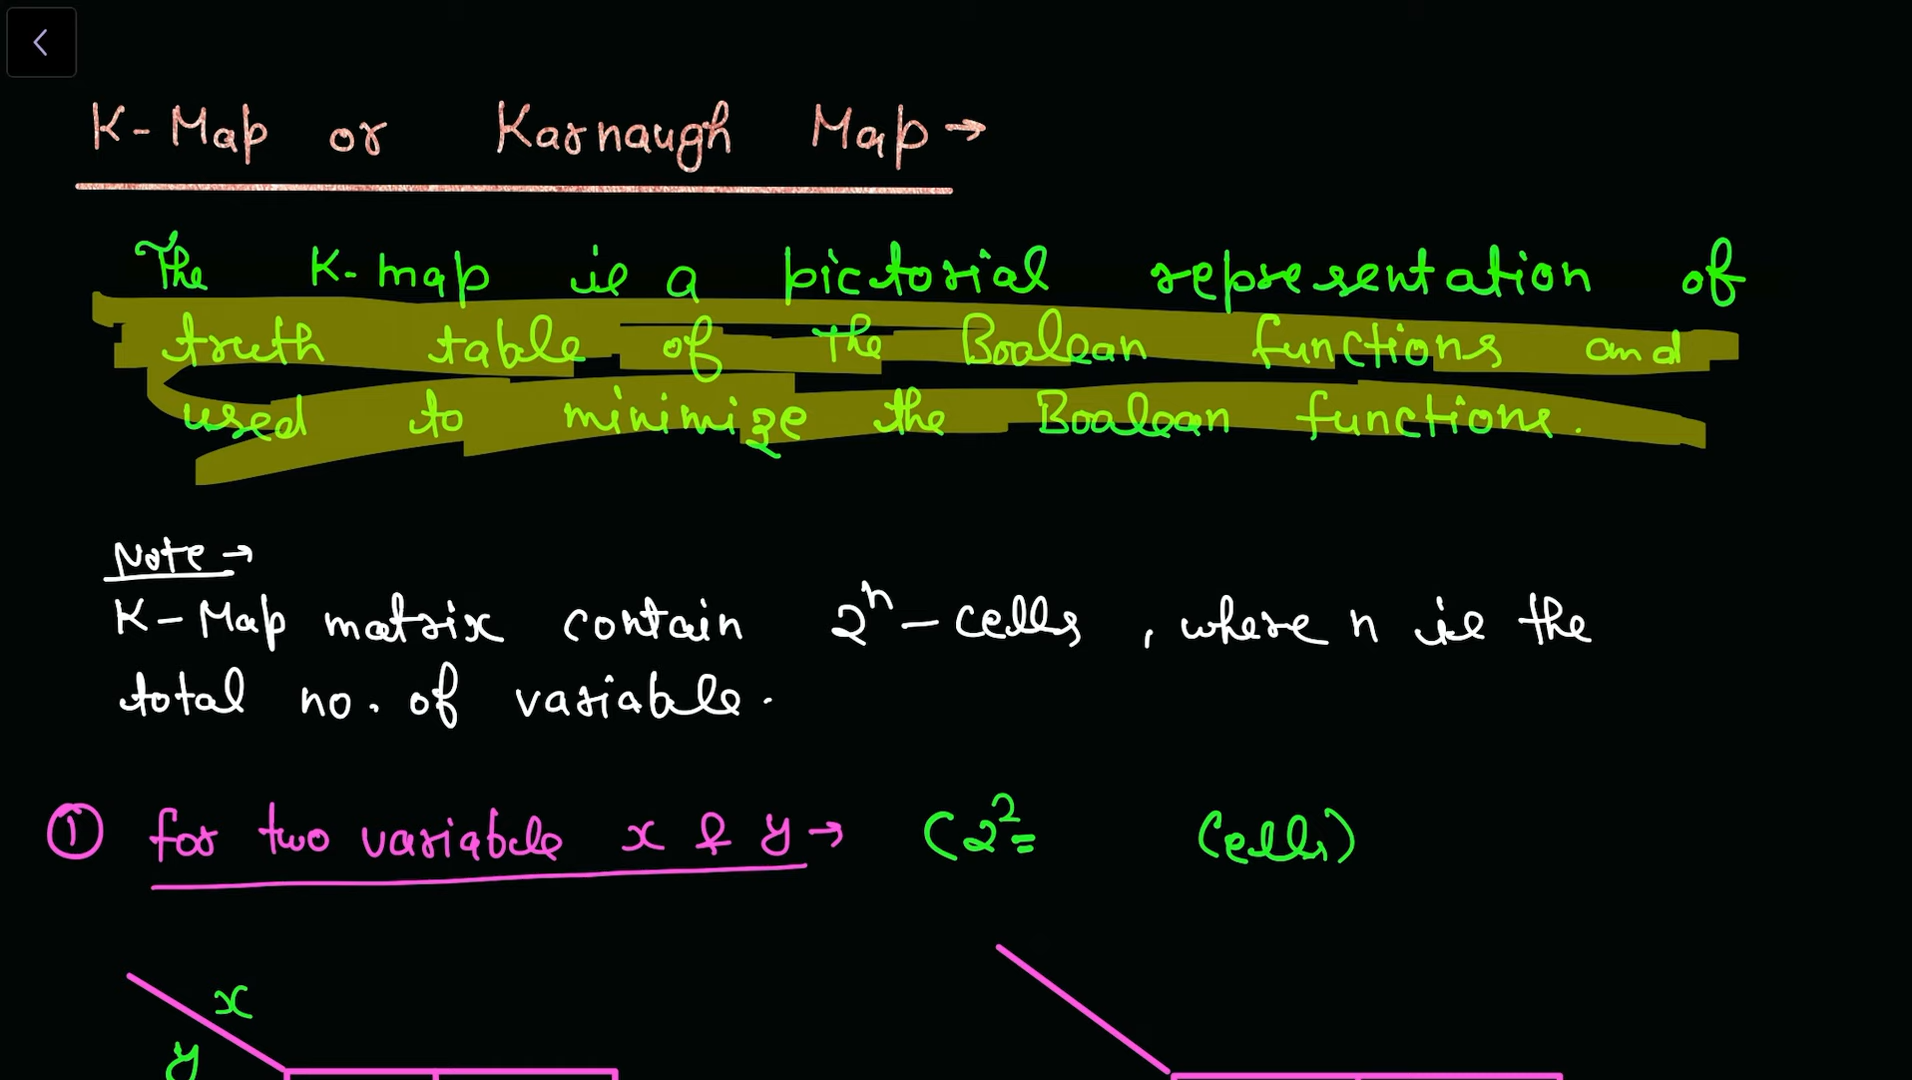 K-Map or Karnaugh Map→
The K-map is a pictorial representation of
truth table of the Boolean functions and
used to minimize the Boolean functions.
Note→
K-Map matrix contain 2ⁿ-cells, where n is the
total no. of variable.
① for two variable x & y→ (2²= cells)
x
y